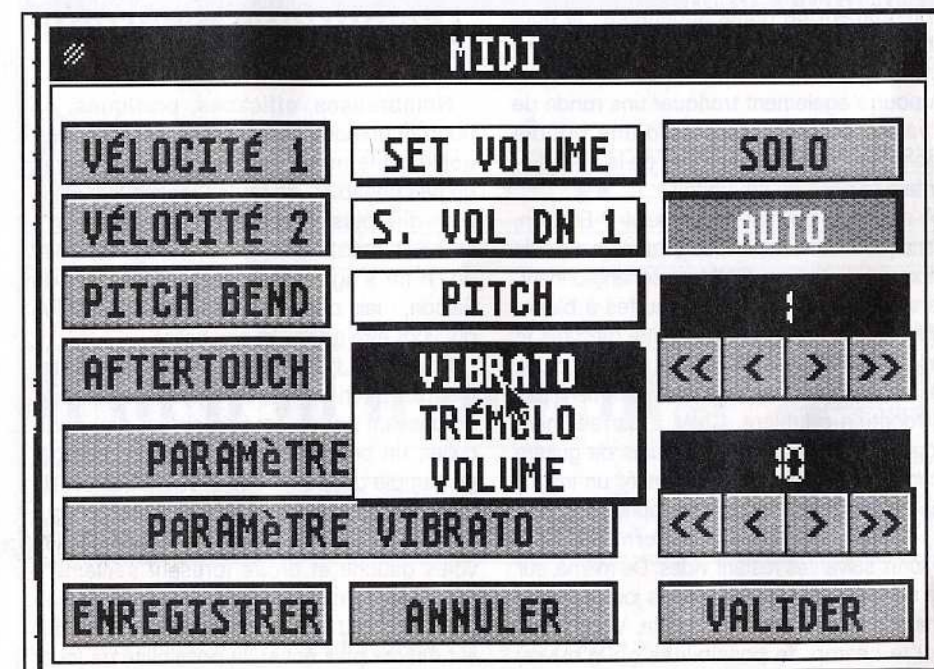 MIDI
VÉLOCITÉ 1 SET VOLUME SOLO
VÉLOCITÉ 2 S. VOL DN 1 AUTO
PITCH BEND PITCH 1
AFTERTOUCH VIBRATO << < > >>
TRÉMOLO
PARAMèTRE VOLUME 10
PARAMèTRE VIBRATO << < > >>
ENREGISTRER ANNULER VALIDER